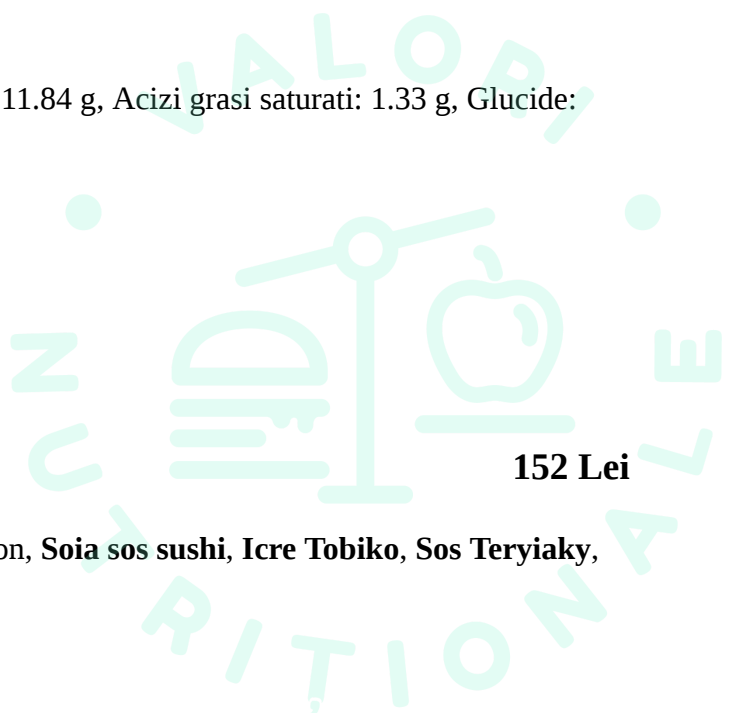 VALORI
11.84 g, Acizi grasi saturati: 1.33 g, Glucide:
152 Lei
on, Soia sos sushi, Icre Tobiko, Sos Teryiaky,
NUTRIȚIONALE